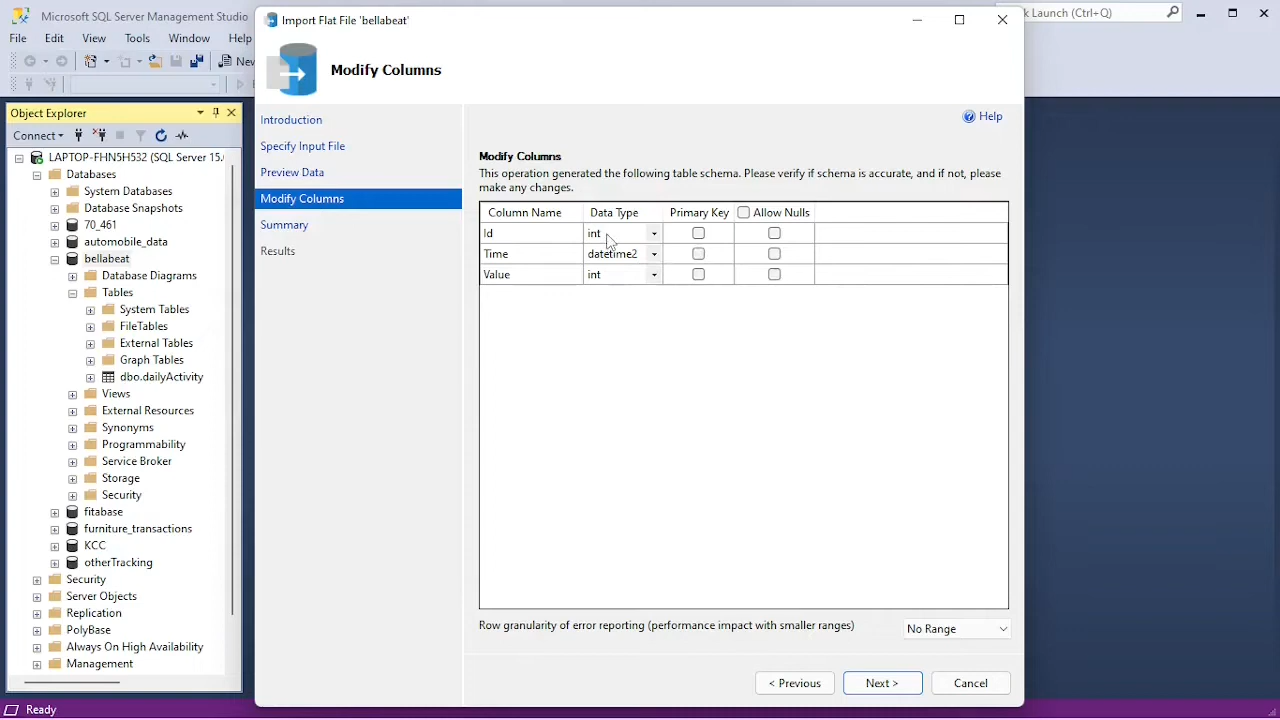 Microsoft SQL Server Management Studio
k Launch (Ctrl+Q)
File Edit View Tools Window Help
New
Object Explorer
Connect
LAPTOP-FHN5H532 (SQL Server 15.
Databases
System Databases
Database Snapshots
70_461
automobile_data
bellabeat
Database Diagrams
Tables
System Tables
FileTables
External Tables
Graph Tables
dbo.dailyActivity
Views
External Resources
Synonyms
Programmability
Service Broker
Storage
Security
fitabase
furniture_transactions
KCC
otherTracking
Security
Server Objects
Replication
PolyBase
Always On High Availability
Management
Ready
Import Flat File 'bellabeat'
Modify Columns
Introduction
Specify Input File
Preview Data
Modify Columns
Summary
Results
Help
Modify Columns
This operation generated the following table schema. Please verify if schema is accurate, and if not, please
make any changes.
Column Name Data Type Primary Key Allow Nulls
Id int
Time datetime2
Value int
Row granularity of error reporting (performance impact with smaller ranges) No Range
< Previous Next > Cancel